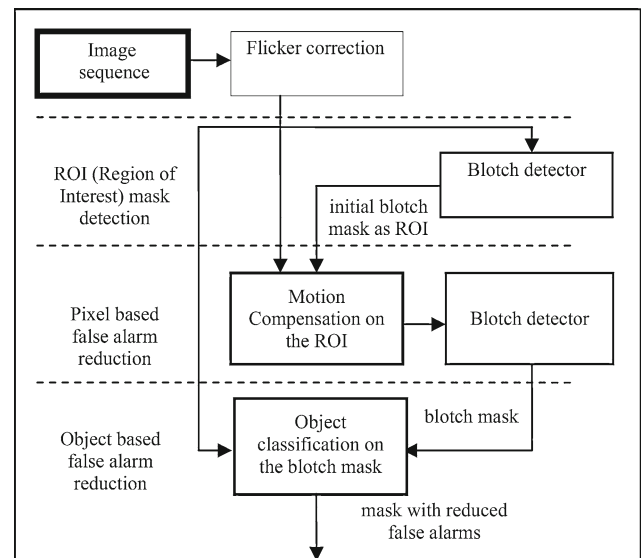 Image
sequence
Flicker correction
ROI (Region of
Interest) mask
detection
Blotch detector
initial blotch
mask as ROI
Pixel based
false alarm
reduction
Motion
Compensation on
the ROI
Blotch detector
Object based
false alarm
reduction
Object
classification on
the blotch mask
blotch mask
mask with reduced
false alarms